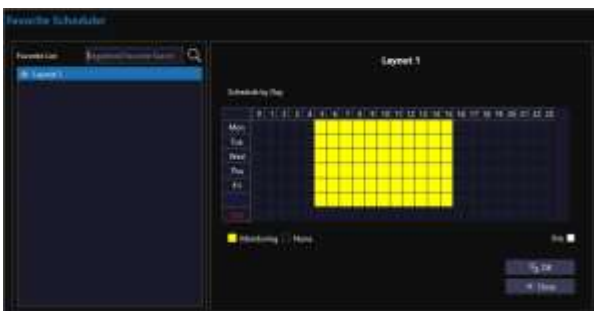 Favorite Scheduler
Favorite List
Layout 1
Layout 1
Schedule by Day
0 1 2 3 4 5 6 7 8 9 10 11 12 13 14 15 16 17 18 19 20 21 22 23
Mon
Tue
Wed
Thu
Fri
Monitoring None
OK
Close